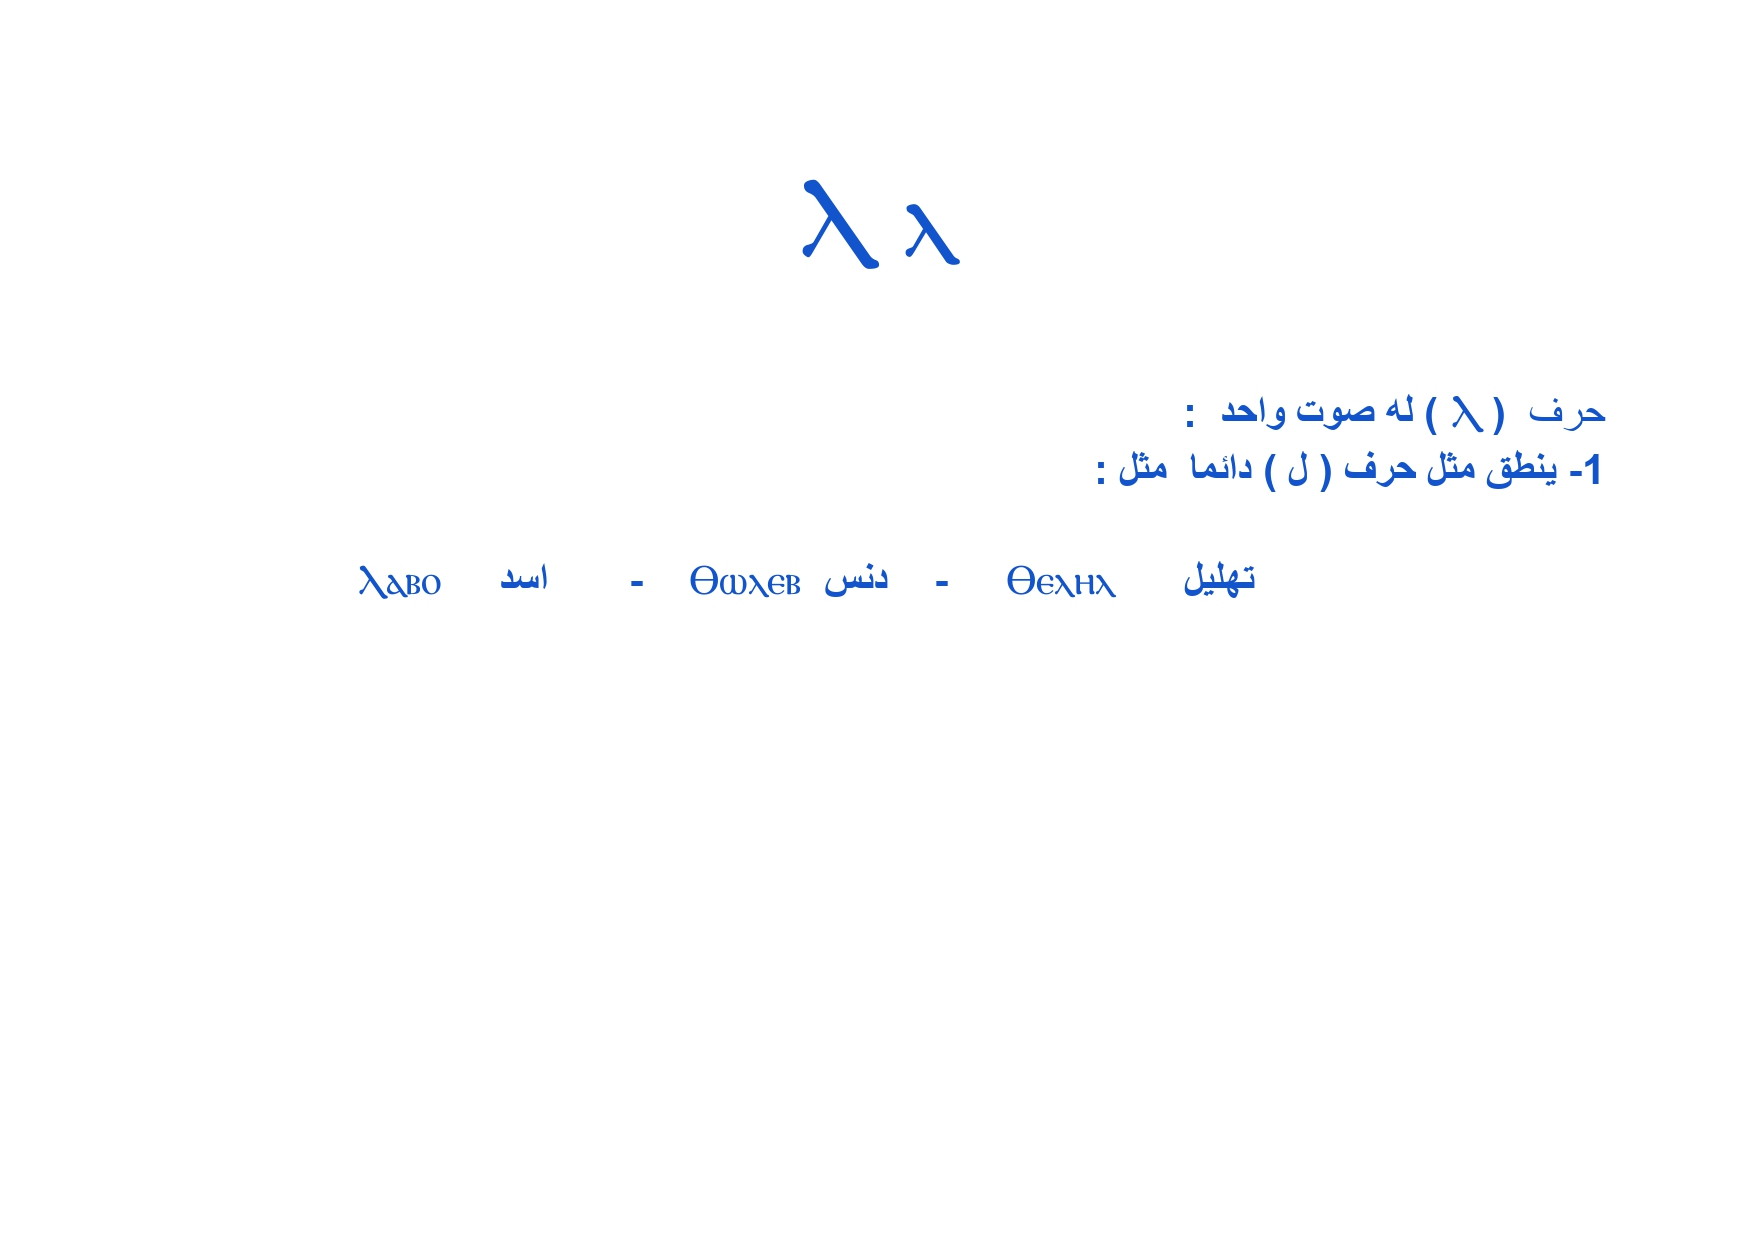 Ⲗ ⲗ
حرف ( Ⲗ ) له صوت واحد :
1- ينطق مثل حرف ( ل ) دائما مثل :
تهليل Ⲑⲉⲗⲏⲗ - دنس Ⲑⲱⲗⲉⲃ - اسد Ⲗⲁⲃⲟ